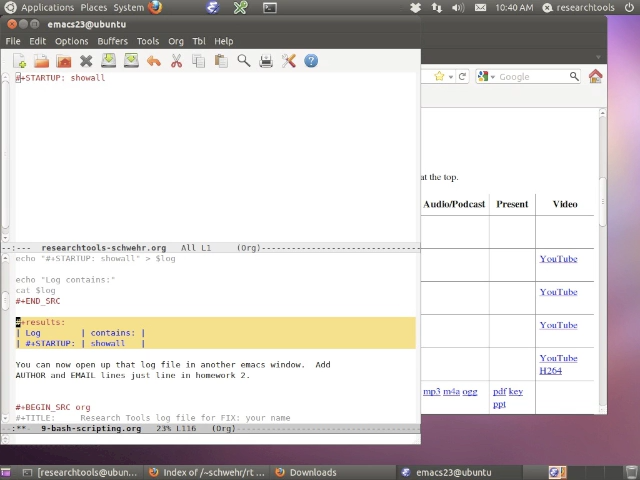 Applications Places System 10:40 AM researchtools
emacs23@ubuntu
File Edit Options Buffers Tools Org Tbl Help
Google
#+STARTUP: showall
at the top.
Audio/Podcast Present Video
-:--- researchtools-schwehr.org All L1 (Org)
echo "#+STARTUP: showall" > $log
YouTube
echo "Log contains:"
cat $log
YouTube
#+END_SRC
#+results:
YouTube
| Log | contains: |
| #+STARTUP: | showall |
YouTube
H264
You can now open up that log file in another emacs window. Add
AUTHOR and EMAIL lines just line in homework 2.
mp3 m4a ogg pdf key
ppt
#+BEGIN_SRC org
#+TITLE: Research Tools log file for FIX: your name
-:**- 9-bash-scripting.org 23% L116 (Org)
[researchtools@ubun... Index of /~schwehr/rt ... Downloads emacs23@ubuntu